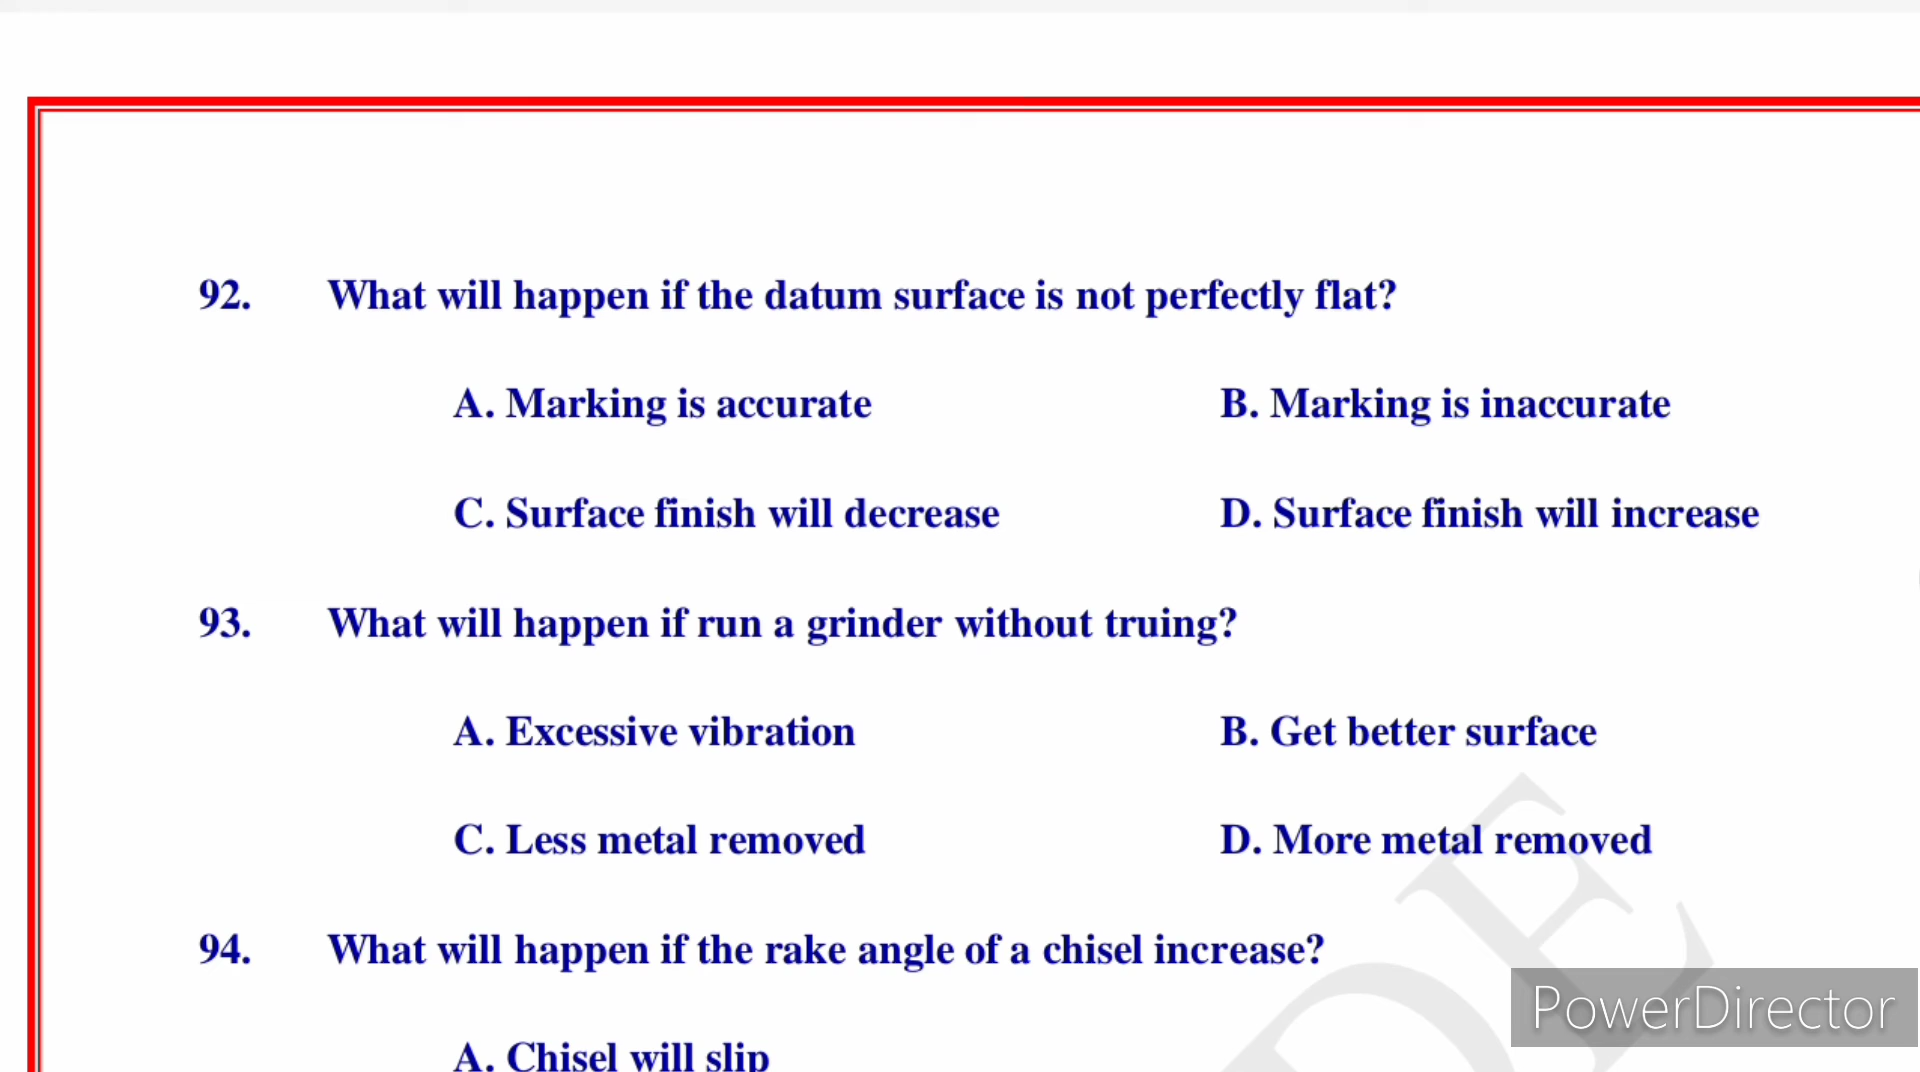 92. What will happen if the datum surface is not perfectly flat?
A. Marking is accurate B. Marking is inaccurate
C. Surface finish will decrease D. Surface finish will increase
93. What will happen if run a grinder without truing?
A. Excessive vibration B. Get better surface
C. Less metal removed D. More metal removed
94. What will happen if the rake angle of a chisel increase?
A. Chisel will slip
DE
PowerDirector